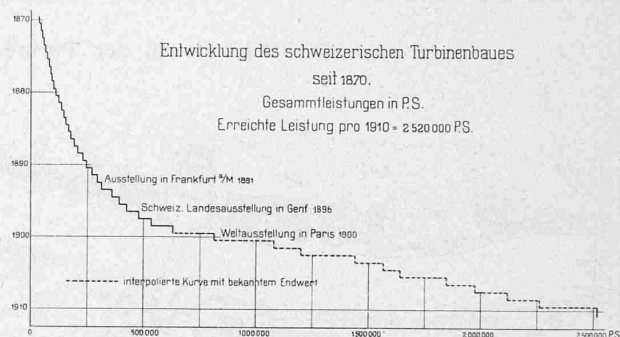 Entwicklung des schweizerischen Turbinenbaues
seit 1870.
Gesammtleistungen in P.S.
Erreichte Leistung pro 1910 = 2 520 000 P.S.
1870
1880
1890
1900
1910
Ausstellung in Frankfurt a/M 1891
Schweiz. Landesausstellung in Genf 1896
Weltausstellung in Paris 1900
interpolierte Kurve mit bekanntem Endwert
0 500 000 1 000 000 1 500 000 2 000 000 2 500 000 P.S.